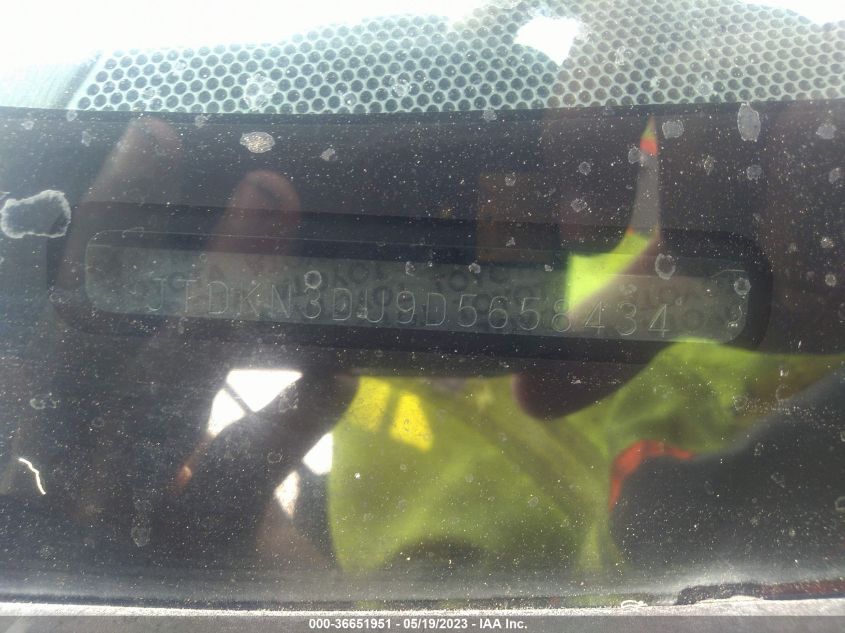 JTDKN3DU9D5658434
000-36651951 / 05/19/2023 - IAA Inc.